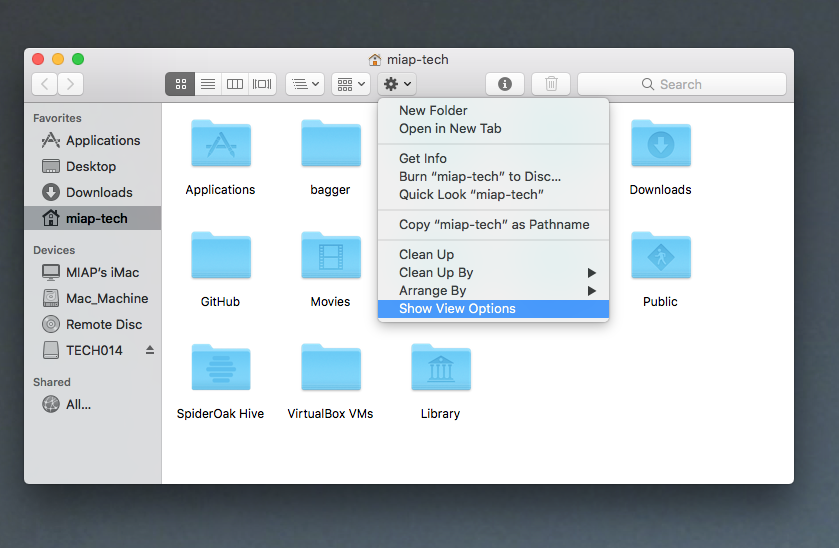 miap-tech
Search
Favorites
Applications
Desktop
Downloads
miap-tech
Devices
MIAP's iMac
Mac_Machine
Remote Disc
TECH014
Shared
All...
New Folder
Open in New Tab
Get Info
Burn “miap-tech” to Disc...
Quick Look “miap-tech”
Copy “miap-tech” as Pathname
Clean Up
Clean Up By
Arrange By
Show View Options
Applications
bagger
Downloads
GitHub
Movies
Public
SpiderOak Hive
VirtualBox VMs
Library